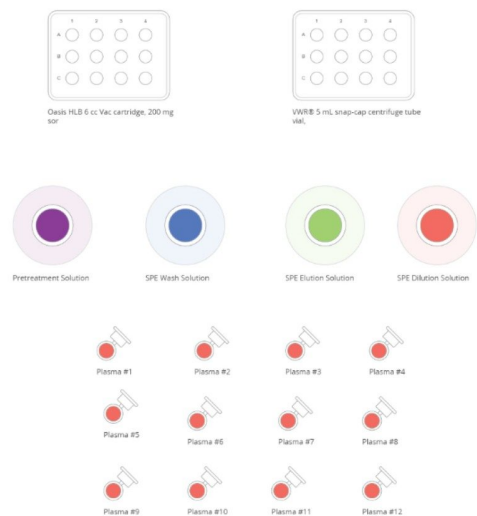 1 2 3 4
1 2 3 4
A
A
B
B
C
C
Oasis HLB 6 cc Vac cartridge, 200 mg
sor
VWR® 5 mL snap-cap centrifuge tube
vial,
Pretreatment Solution
SPE Wash Solution
SPE Elution Solution
SPE Dilution Solution
Plasma #1
Plasma #2
Plasma #3
Plasma #4
Plasma #5
Plasma #6
Plasma #7
Plasma #8
Plasma #9
Plasma #10
Plasma #11
Plasma #12